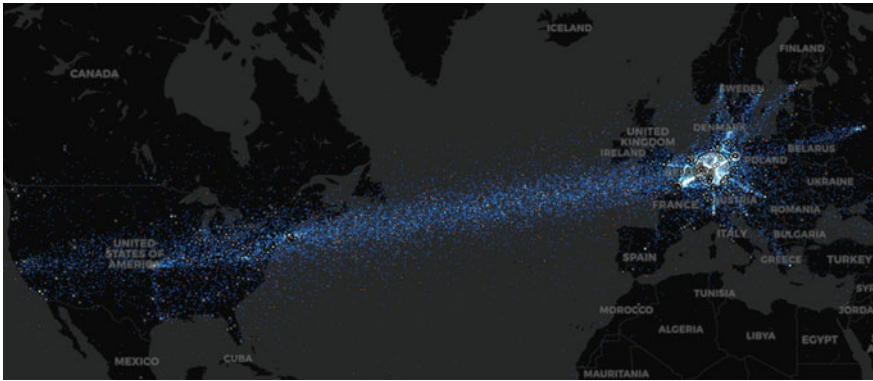 ICELAND
FINLAND
CANADA
SWEDEN
DENMARK
UNITED
KINGDOM
IRELAND
BELARUS
POLAND
UKRAINE
FRANCE
AUSTRIA
ROMANIA
UNITED
STATES OF
AMERICA
ITALY
BULGARIA
SPAIN
GREECE
TURKEY
TUNISIA
MOROCCO
ALGERIA
LIBYA
EGYPT
JORDA
MEXICO
CUBA
MAURITANIA